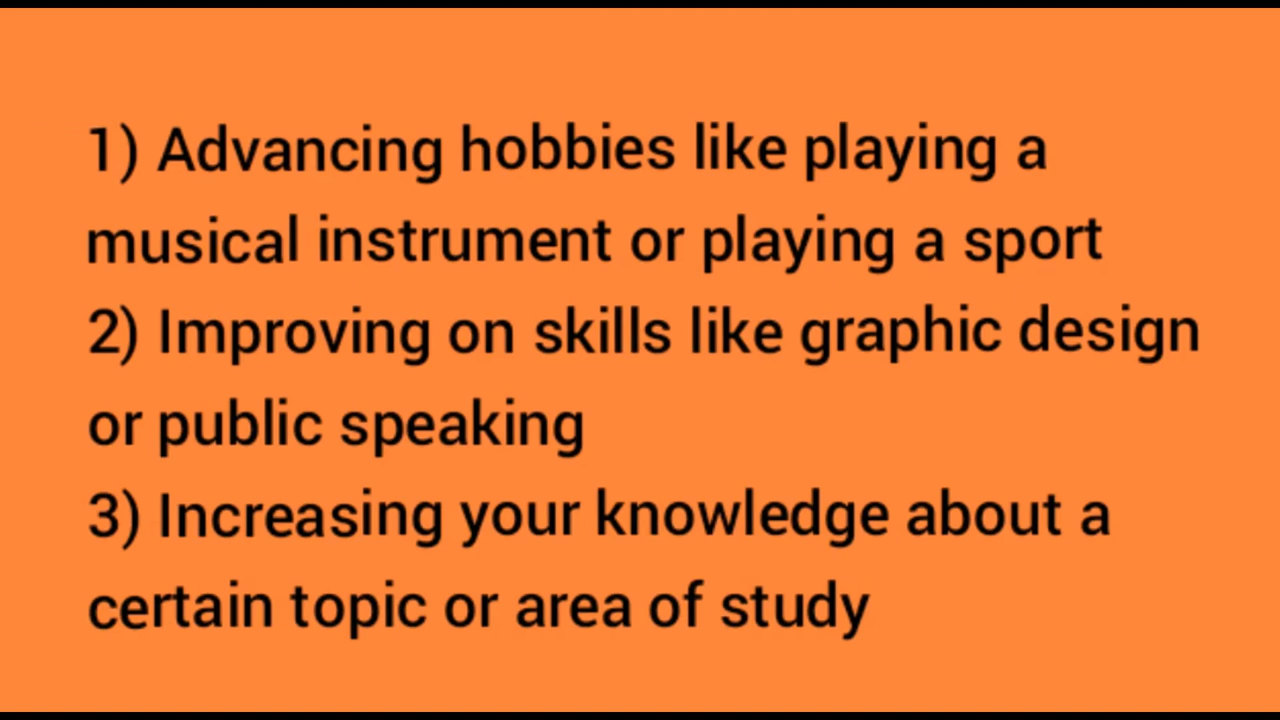 1) Advancing hobbies like playing a
musical instrument or playing a sport
2) Improving on skills like graphic design
or public speaking
3) Increasing your knowledge about a
certain topic or area of study